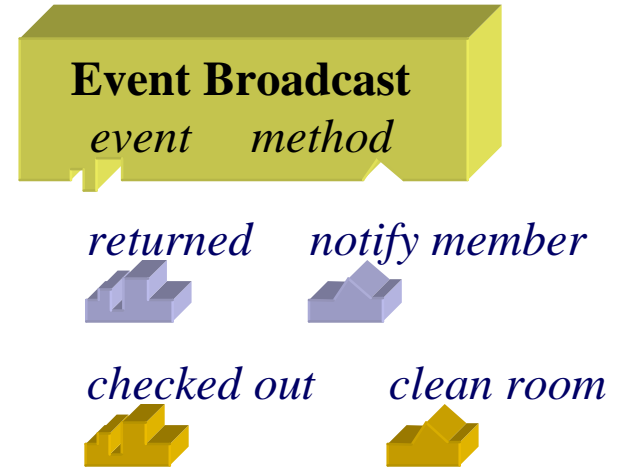 Event Broadcast
event method
returned notify member
checked out clean room